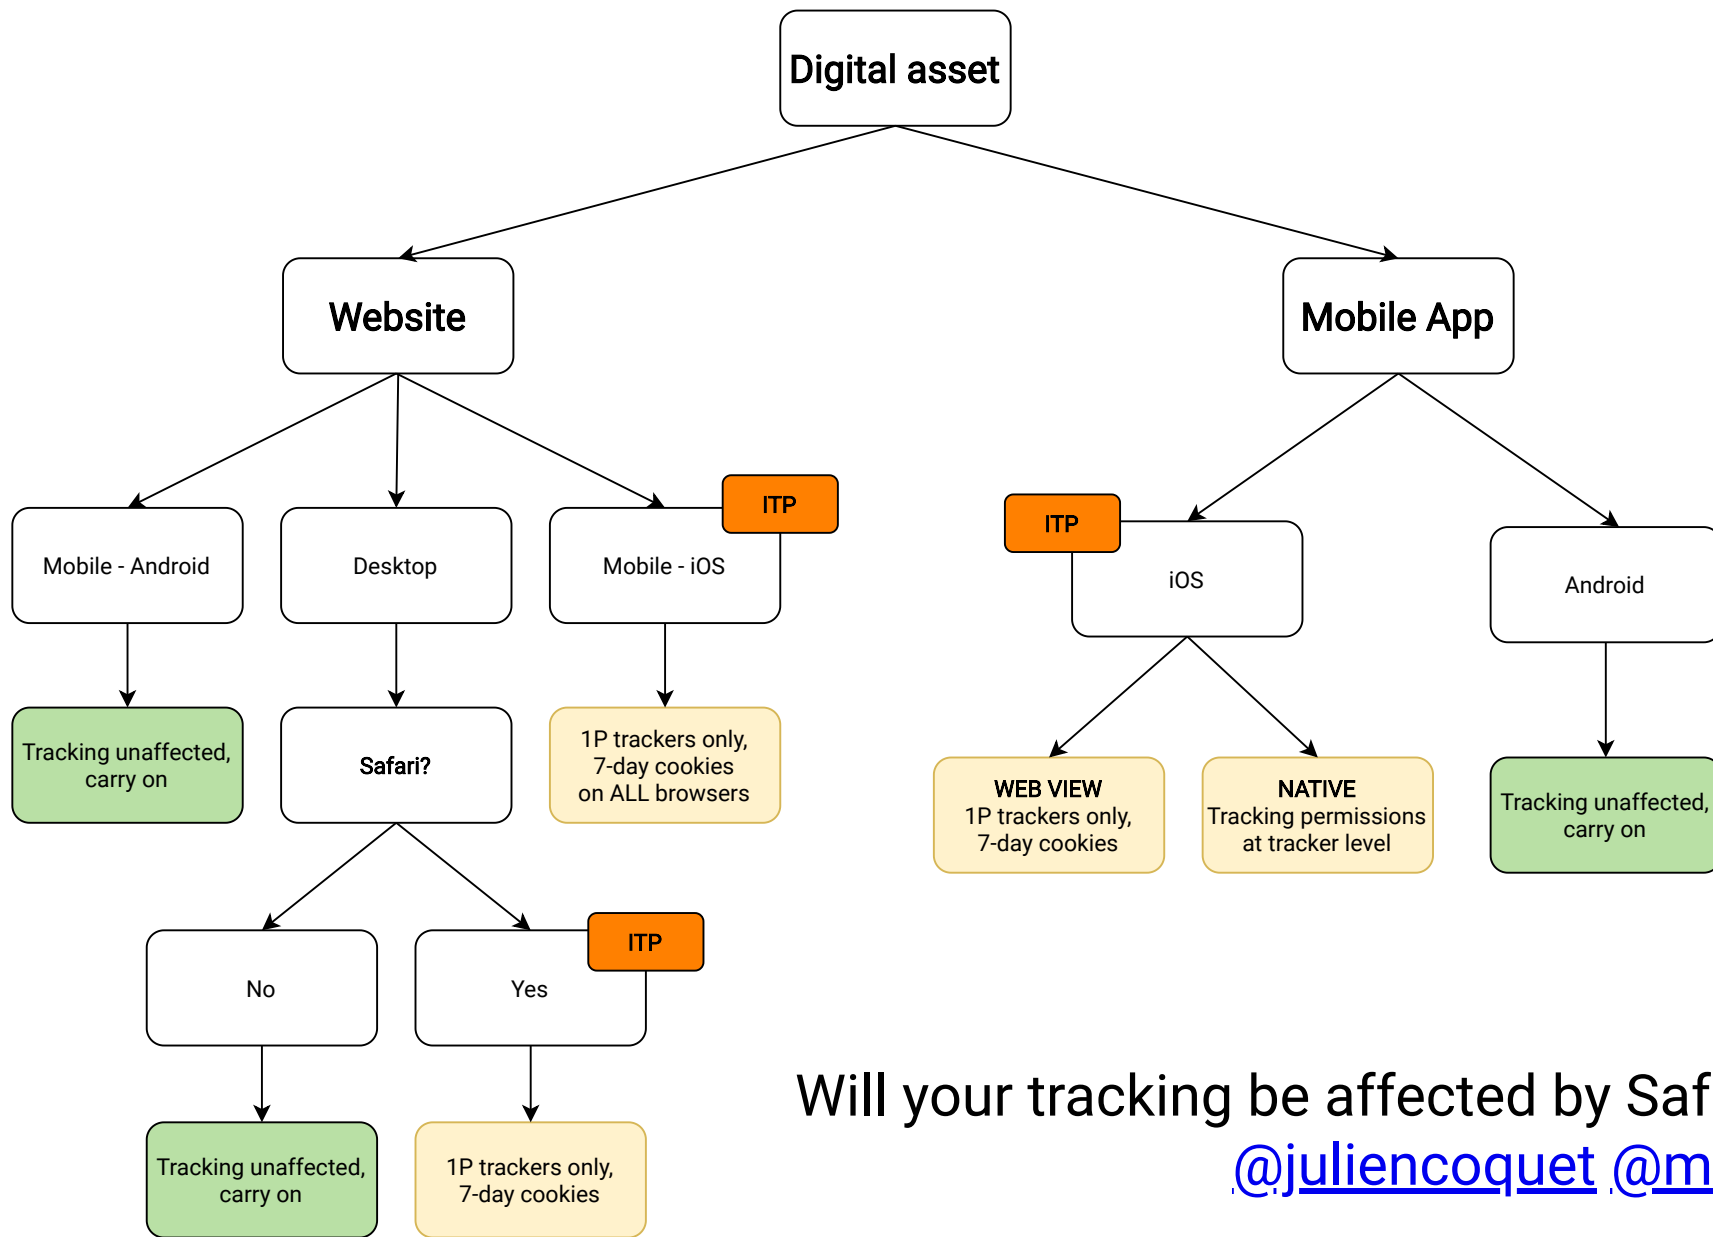 Digital asset
Website
Mobile App
ITP
ITP
Mobile - Android
Desktop
Mobile - iOS
iOS
Android
Tracking unaffected,
carry on
Safari?
1P trackers only,
7-day cookies
on ALL browsers
WEB VIEW
1P trackers only,
7-day cookies
NATIVE
Tracking permissions
at tracker level
Tracking unaffected,
carry on
No
Yes
ITP
Tracking unaffected,
carry on
1P trackers only,
7-day cookies
Will your tracking be affected by
@juliencoquet